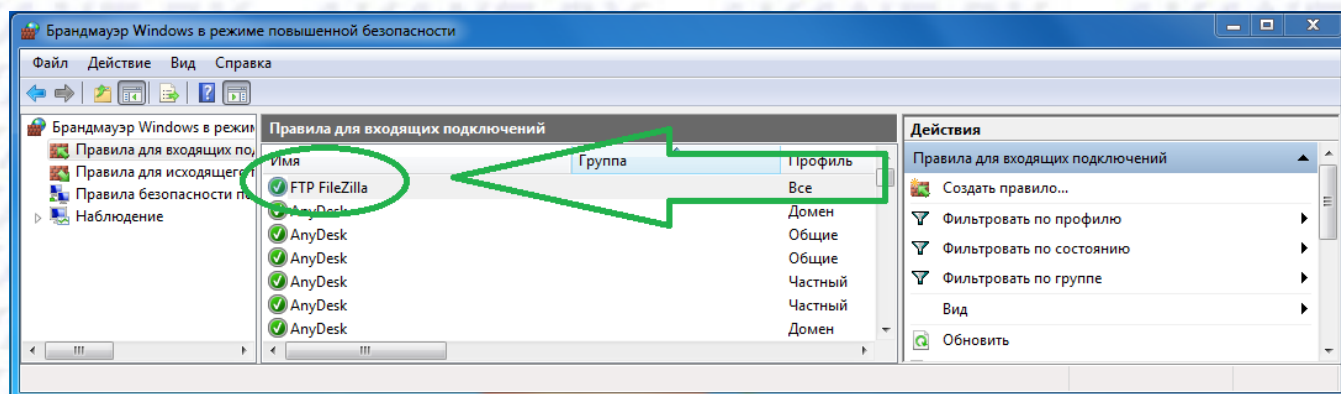 Брандмауэр Windows в режиме повышенной безопасности
Файл Действие Вид Справка
Брандмауэр Windows в режим
Правила для входящих по
Правила для исходящего
Правила безопасности
Наблюдение
Правила для входящих подключений
Имя Группа Профиль
FTP FileZilla Все
AnyDesk Домен
AnyDesk Общие
AnyDesk Общие
AnyDesk Частный
AnyDesk Частный
AnyDesk Домен
Действия
Правила для входящих подключений
Создать правило...
Фильтровать по профилю
Фильтровать по состоянию
Фильтровать по группе
Вид
Обновить